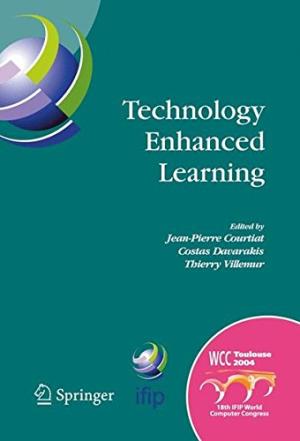 Technology
Enhanced
Learning
Edited by
Jean-Pierre Courtiat
Costas Davarakis
Thierry Villemur
WCC Toulouse
2004
18th IFIP World
Computer Congress
Springer
ifip